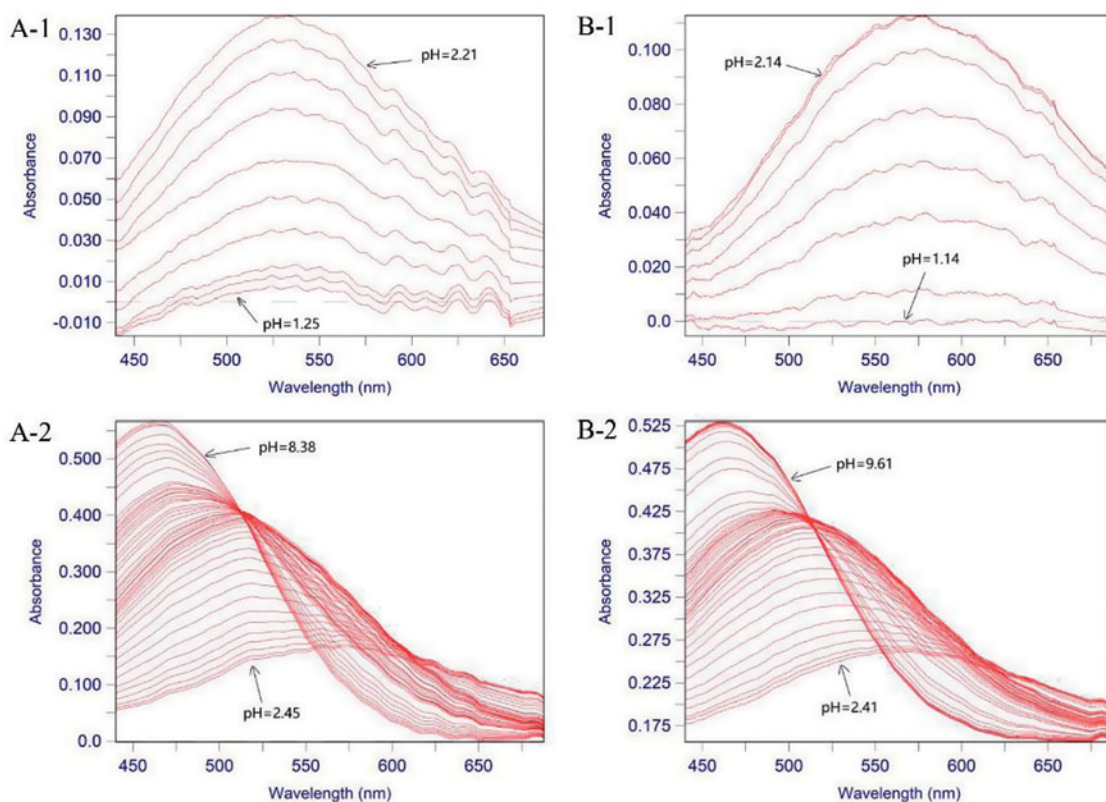 A-1
0.130
0.110
0.090
0.070
0.050
0.030
0.010
-0.010
Absorbance
pH=2.21
pH=1.25
450 500 550 600 650
Wavelength (nm)
B-1
0.100
0.080
0.060
0.040
0.020
0.0
Absorbance
pH=2.14
pH=1.14
450 500 550 600 650
Wavelength (nm)
A-2
0.500
0.400
0.300
0.200
0.100
0.0
Absorbance
pH=8.38
pH=2.45
450 500 550 600 650
Wavelength (nm)
B-2
0.525
0.475
0.425
0.375
0.325
0.275
0.225
0.175
Absorbance
pH=9.61
pH=2.41
450 500 550 600 650
Wavelength (nm)